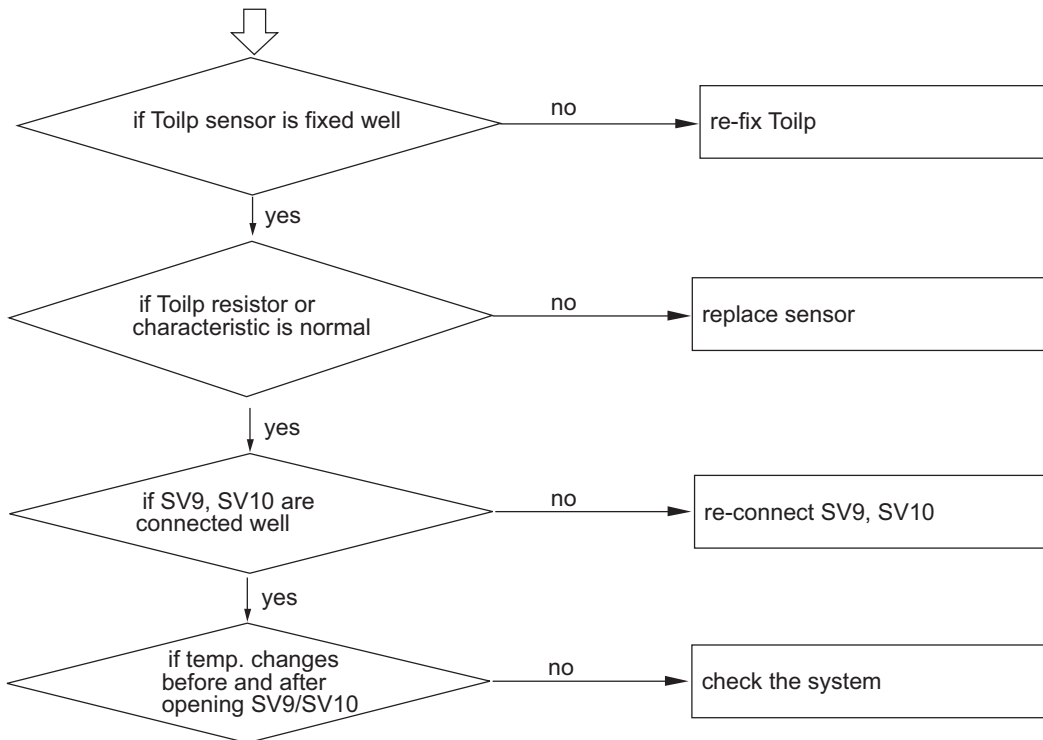 if Toilp sensor is fixed well
no
re-fix Toilp
yes
if Toilp resistor or
characteristic is normal
no
replace sensor
yes
if SV9, SV10 are
connected well
no
re-connect SV9, SV10
yes
if temp. changes
before and after
opening SV9/SV10
no
check the system